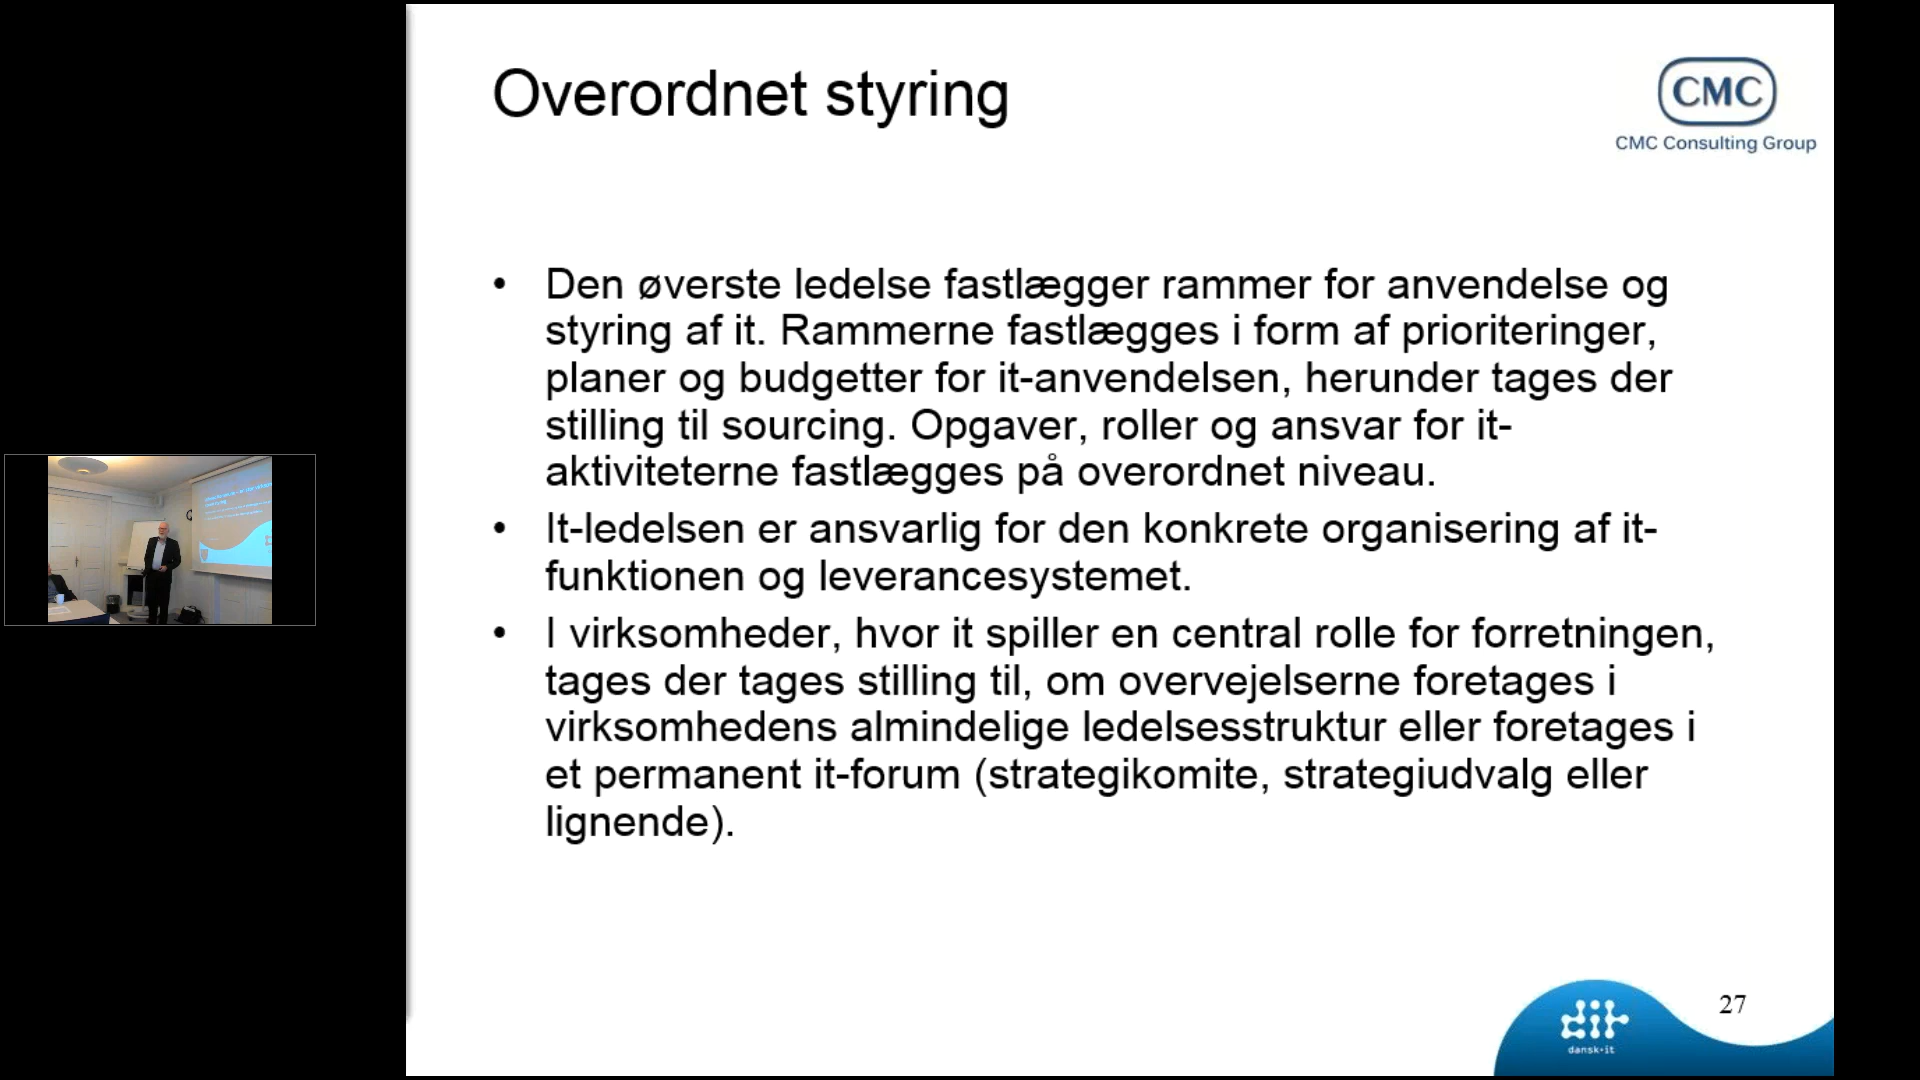 Overordnet styring
CMC
CMC Consulting Group
• Den øverste ledelse fastlægger rammer for anvendelse og
styring af it. Rammerne fastlægges i form af prioriteringer,
planer og budgetter for it-anvendelsen, herunder tages der
stilling til sourcing. Opgaver, roller og ansvar for it-
aktiviteterne fastlægges på overordnet niveau.
• It-ledelsen er ansvarlig for den konkrete organisering af it-
funktionen og leverancesystemet.
• I virksomheder, hvor it spiller en central rolle for forretningen,
tages der tages stilling til, om overvejelserne foretages i
virksomhedens almindelige ledelsesstruktur eller foretages i
et permanent it-forum (strategikomite, strategiudvalg eller
lignende).
27
dit
dansk·it